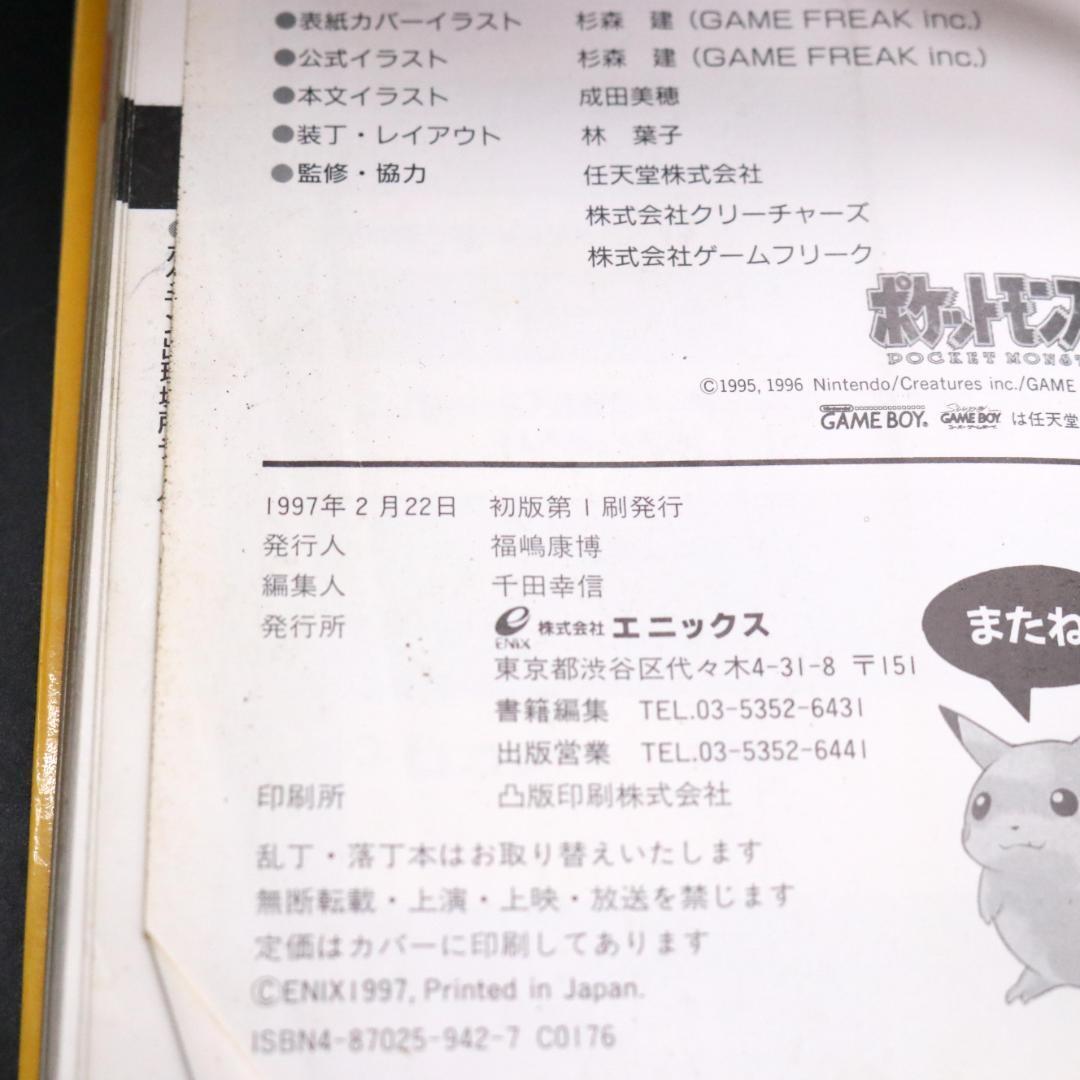 ●表紙カバーイラスト 杉森 建(GAME FREAK inc.)
●公式イラスト 杉森 建(GAME FREAK inc.)
●本文イラスト 成田美穂
●装丁・レイアウト 林 葉子
●監修・協力 任天堂株式会社
株式会社クリーチャーズ
株式会社ゲームフリーク
ポケットモンス
POCKET MONST
©1995, 1996 Nintendo/Creatures inc./GAME
Nintendo GAME BOY® Super GAME BOY スーパーゲームボーイ は任天堂
1997年2月22日 初版第1刷発行
発行人 福嶋康博
編集人 千田幸信
発行所 ENIX 株式会社エニックス
東京都渋谷区代々木4-31-8 〒151
書籍編集 TEL.03-5352-6431
出版営業 TEL.03-5352-6441
印刷所 凸版印刷株式会社
乱丁・落丁本はお取り替えいたします
無断転載・上演・上映・放送を禁じます
定価はカバーに印刷してあります
©ENIX1997, Printed in Japan.
ISBN4-87025-942-7 C0176
またね